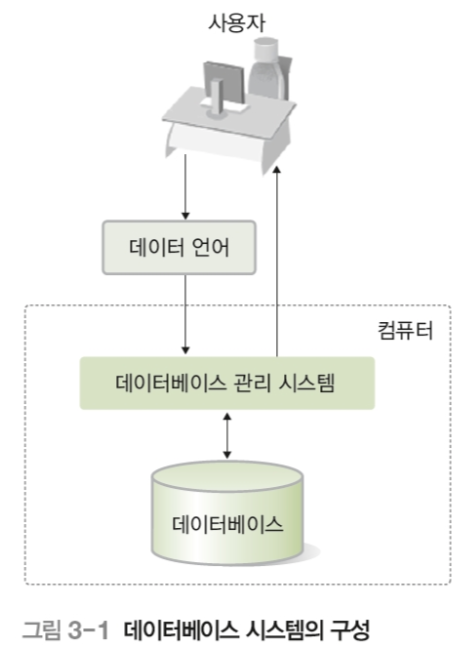 사용자
데이터 언어
컴퓨터
데이터베이스 관리 시스템
데이터베이스
그림 3-1 데이터베이스 시스템의 구성